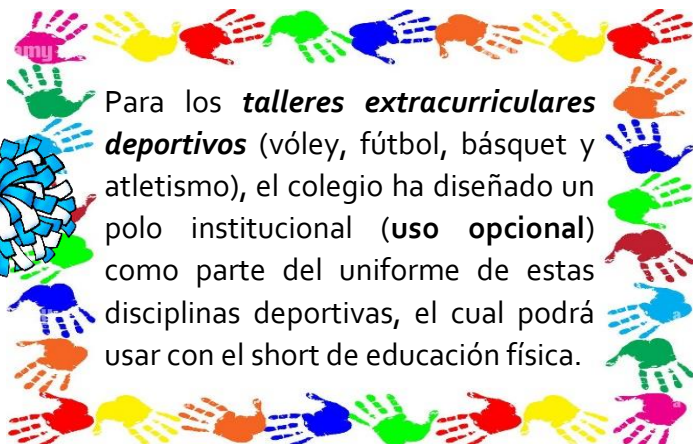 Para los talleres extracurriculares
deportivos (vóley, fútbol, básquet y
atletismo), el colegio ha diseñado un
polo institucional (uso opcional)
como parte del uniforme de estas
disciplinas deportivas, el cual podrá
usar con el short de educación física.